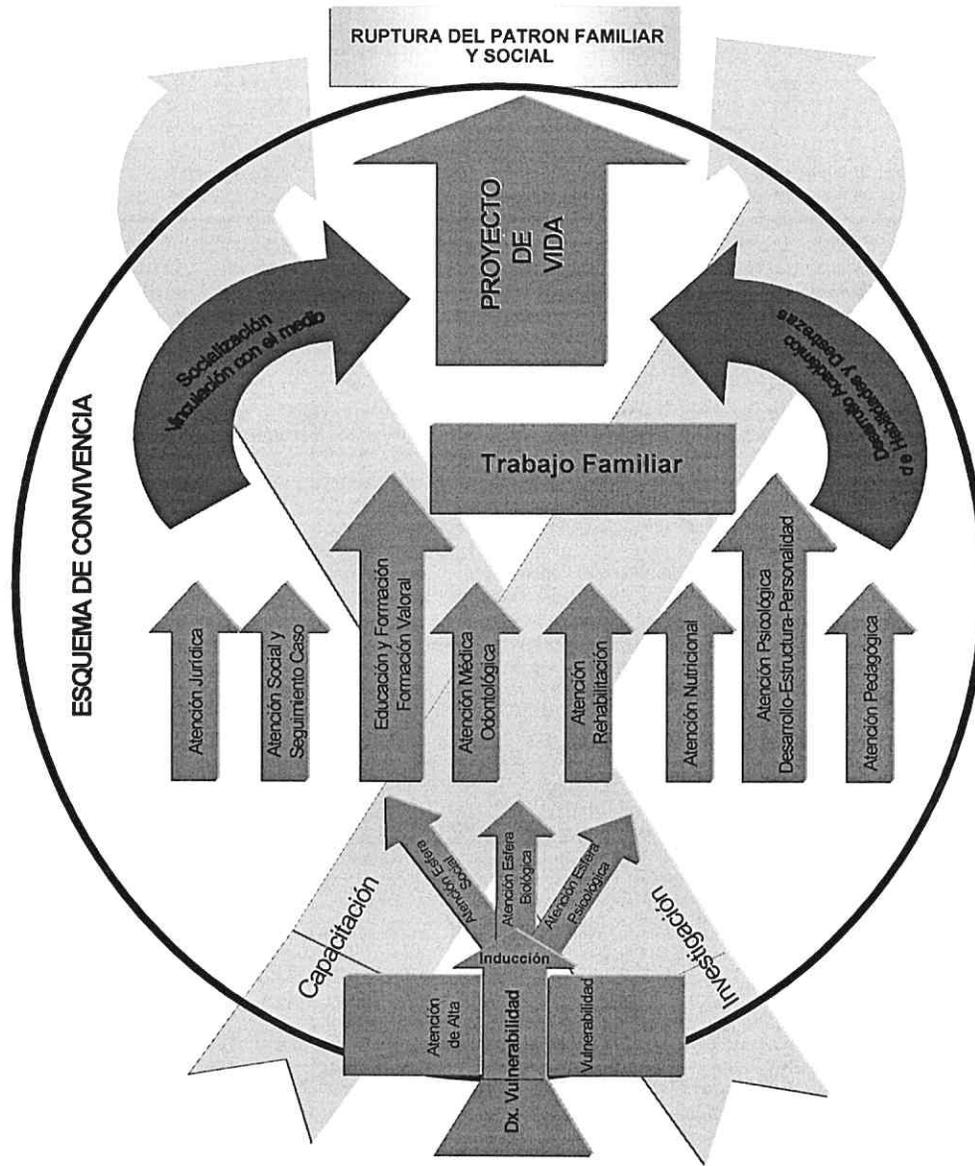 RUPTURA DEL PATRON FAMILIAR
Y SOCIAL
ESQUEMA DE CONVIVENCIA
PROYECTO
DE
VIDA
Socialización
Vinculación con el medio
Desarrollo Académico
Habilidades y Destrezas
d e
Trabajo Familiar
Atención Jurídica
Atención Social y
Seguimiento Caso
Educación y Formación
Formación Valoral
Atención Médica
Odontológica
Atención
Rehabilitación
Atención Nutricional
Atención Psicológica
Desarrollo-Estructura-Personalidad
Atención Pedagógica
Atención Esfera
Social
Atención Esfera
Biológica
Atención Esfera
Psicológica
Capacitación
Investigación
Inducción
Atención
de Alta
Dx. Vulnerabilidad
Vulnerabilidad